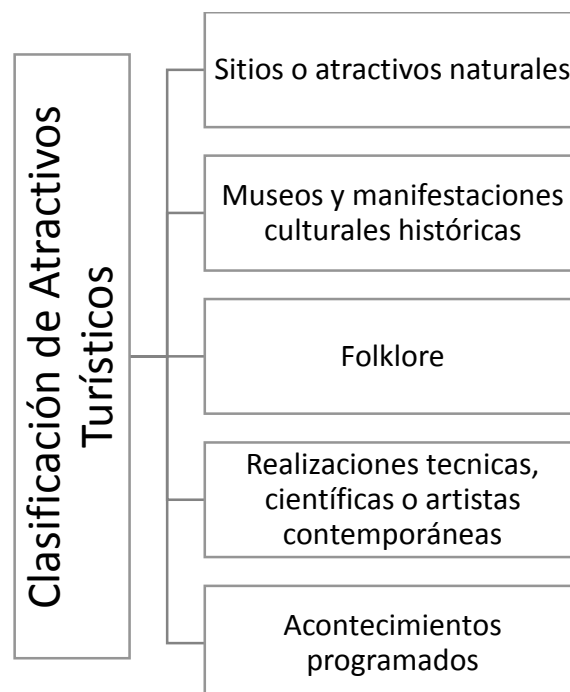 Clasificación de Atractivos
Turísticos
Sitios o atractivos naturales
Museos y manifestaciones
culturales históricas
Folklore
Realizaciones tecnicas,
científicas o artistas
contemporáneas
Acontecimientos
programados